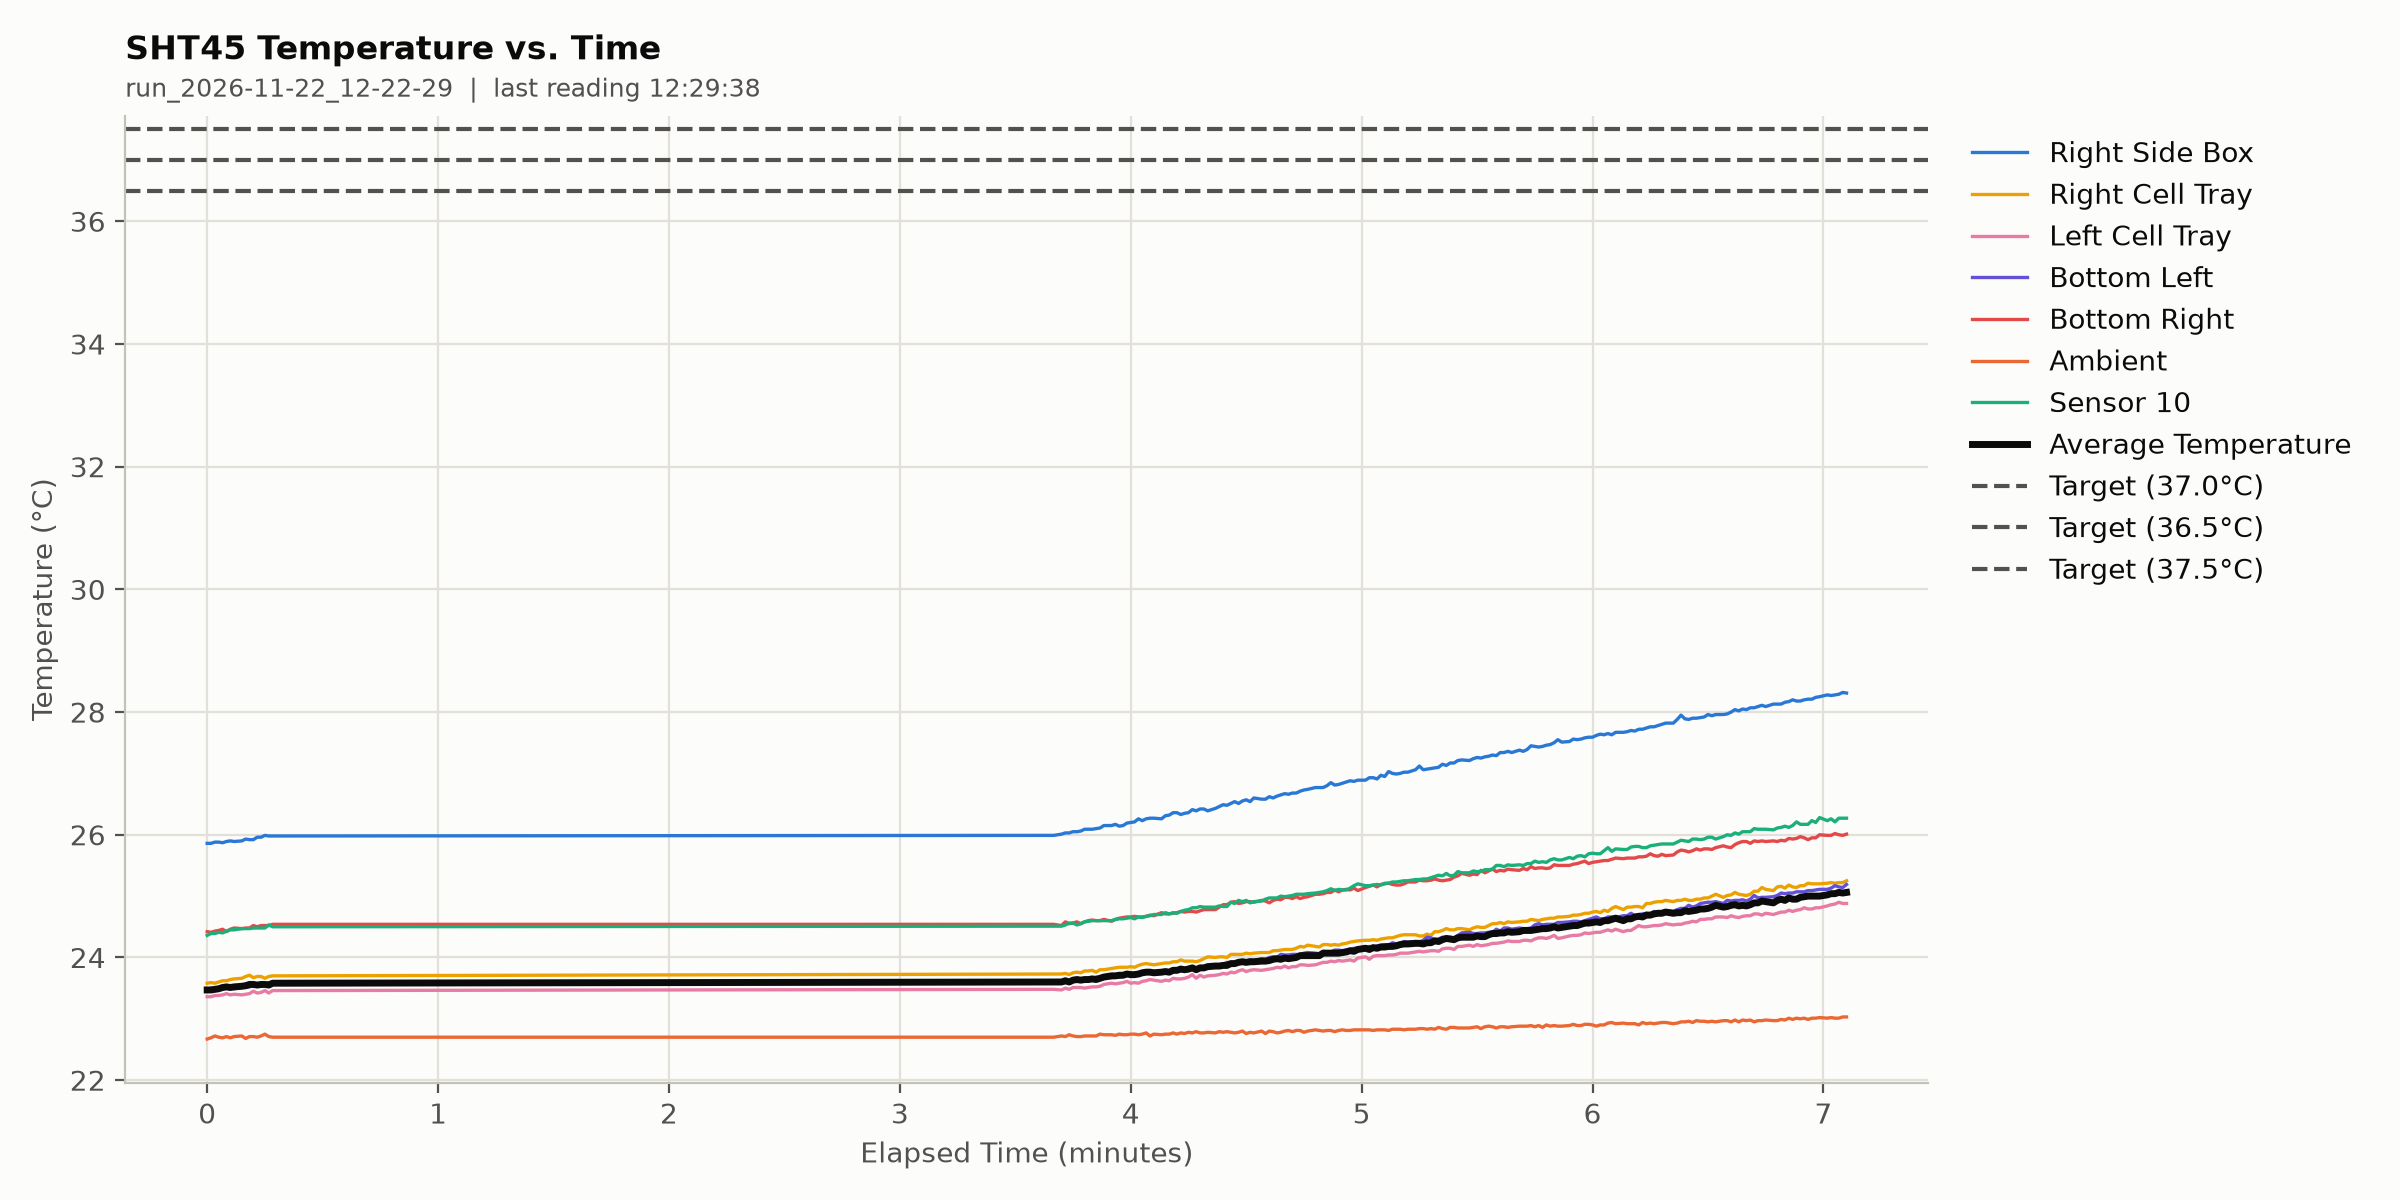 SHT45 Temperature vs. Time
run_2026-11-22_12-22-29 | last reading 12:29:38
Temperature (°C)
36
34
32
30
28
26
24
22
0 1 2 3 4 5 6 7
Elapsed Time (minutes)
Right Side Box
Right Cell Tray
Left Cell Tray
Bottom Left
Bottom Right
Ambient
Sensor 10
Average Temperature
Target (37.0°C)
Target (36.5°C)
Target (37.5°C)